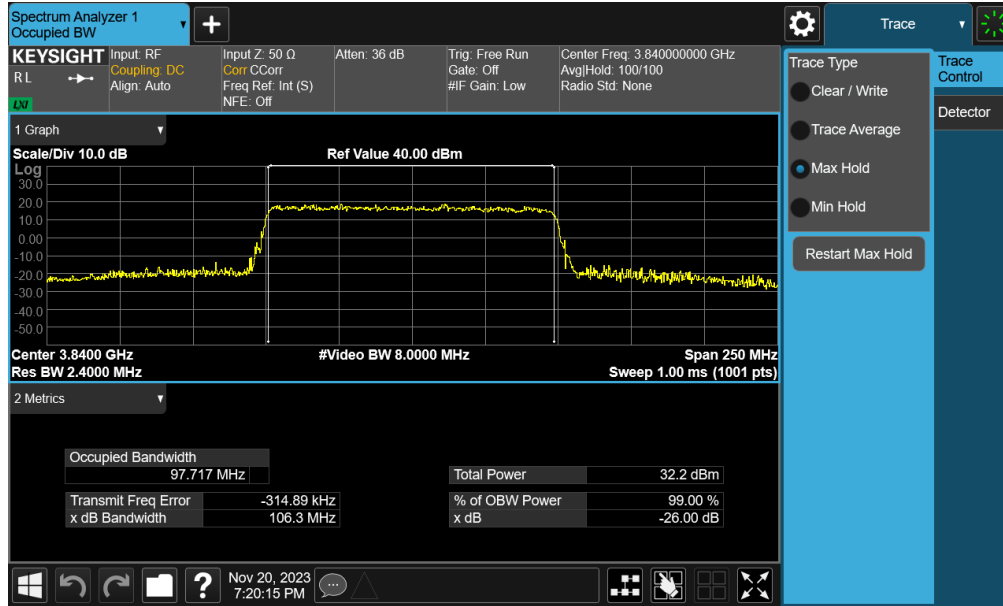 Spectrum Analyzer 1
Occupied BW
Trace
KEYSIGHT
R L
LXI
Input: RF
Coupling: DC
Align: Auto
Input Z: 50 Ω
Corr CCorr
Freq Ref: Int (S)
NFE: Off
Atten: 36 dB
Trig: Free Run
Gate: Off
#IF Gain: Low
Center Freq: 3.840000000 GHz
Avg|Hold: 100/100
Radio Std: None
Trace Type
Clear / Write
Trace Average
Max Hold
Min Hold
Restart Max Hold
Trace
Control
Detector
1 Graph
Scale/Div 10.0 dB
Ref Value 40.00 dBm
Log
30.0
20.0
10.0
0.00
-10.0
-20.0
-30.0
-40.0
-50.0
Center 3.8400 GHz
#Video BW 8.0000 MHz
Span 250 MHz
Res BW 2.4000 MHz
Sweep 1.00 ms (1001 pts)
2 Metrics
Occupied Bandwidth
97.717 MHz
Total Power 32.2 dBm
Transmit Freq Error -314.89 kHz
% of OBW Power 99.00 %
x dB Bandwidth 106.3 MHz
x dB -26.00 dB
?
Nov 20, 2023
7:20:15 PM